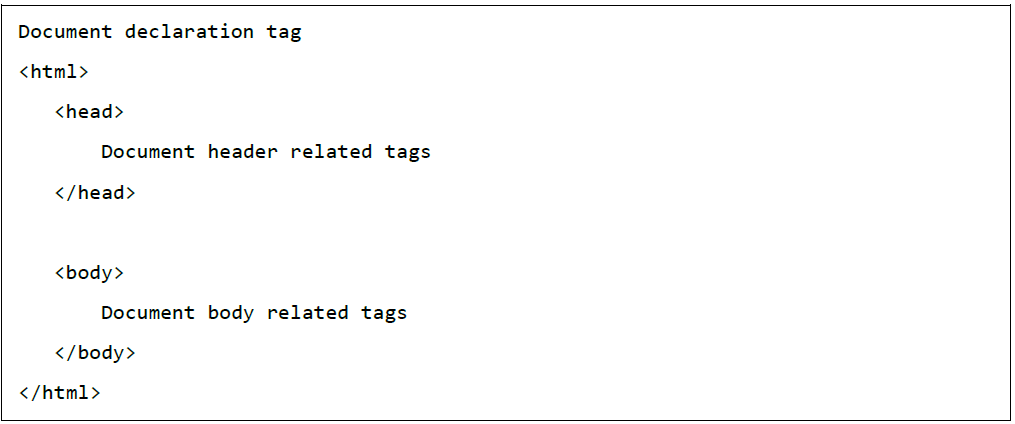 Document declaration tag
<html>
<head>
Document header related tags
</head>
<body>
Document body related tags
</body>
</html>